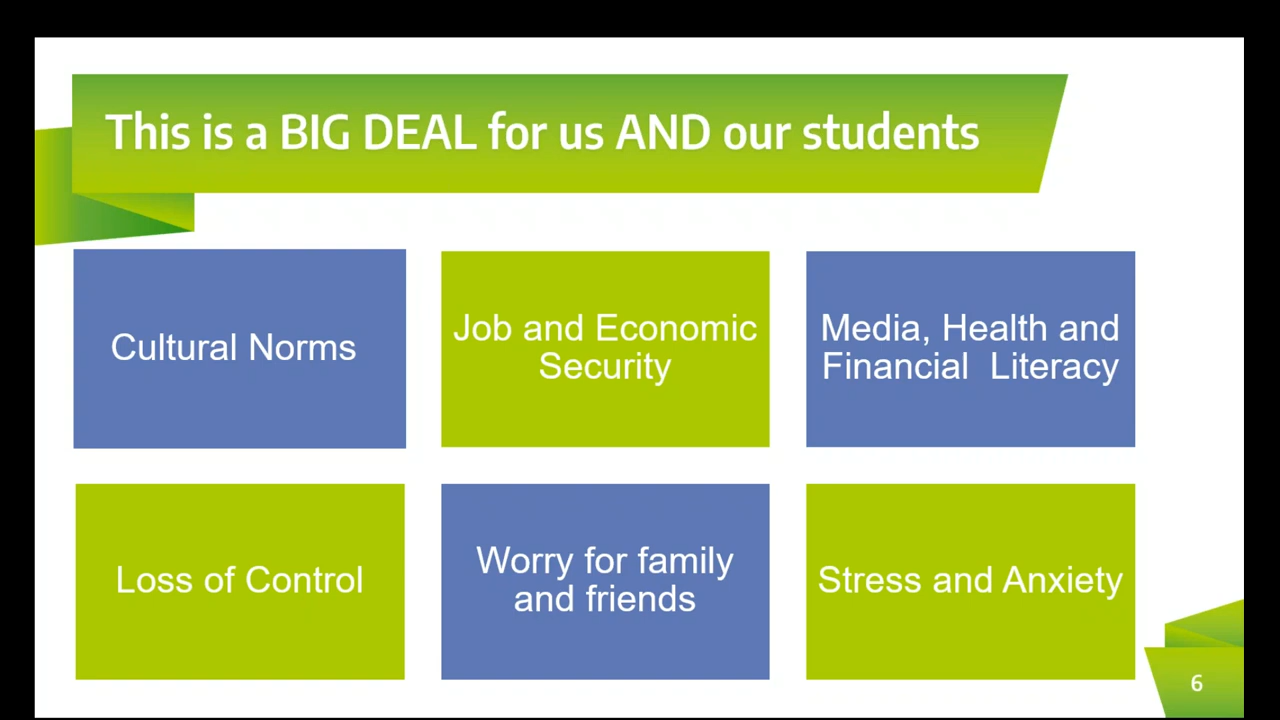 This is a BIG DEAL for us AND our students
Cultural Norms
Job and Economic
Security
Media, Health and
Financial  Literacy
Loss of Control
Worry for family
and friends
Stress and Anxiety
6